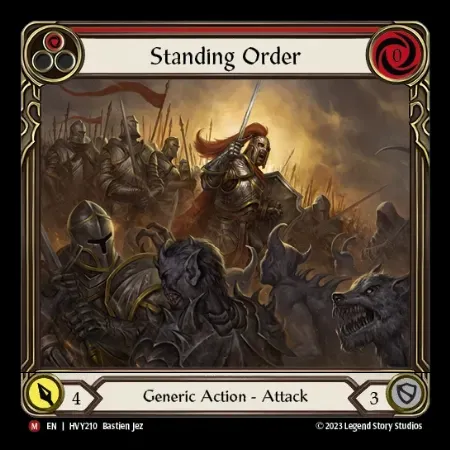 Standing Order
0
4
Generic Action - Attack
3
M EN | HVY210 Bastien Jez
© 2023 Legend Story Studios